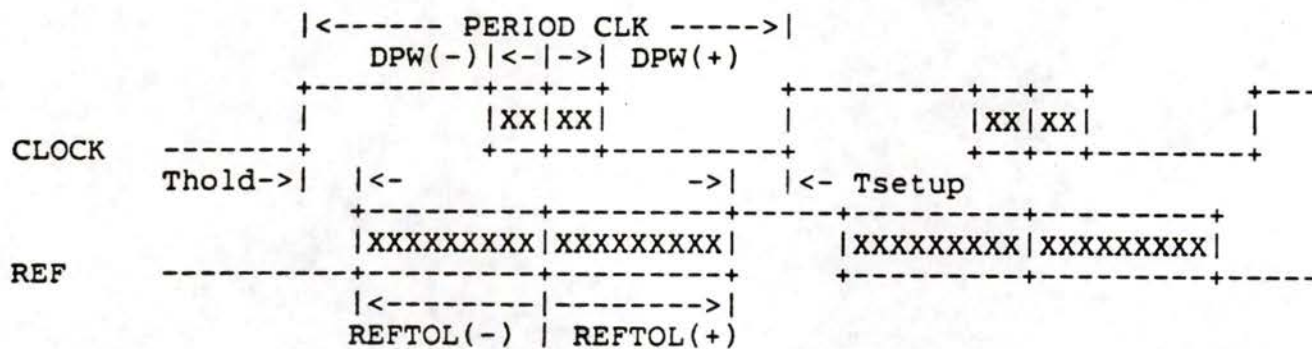 |<------ PERIOD CLK ----->|
DPW(-)|<-|->| DPW(+)
+---------+--+--+ +---------+--+--+ +---
| |XX|XX| | |XX|XX| |
CLOCK -------+ +--+--+---------+ +--+--+--------+
Thold->| |<- ->| |<- Tsetup
+---------+---------+-----+---------+---------+
|XXXXXXXXX|XXXXXXXXX| |XXXXXXXXX|XXXXXXXXX|
REF ----------+---------+---------+ +---------+---------+----
|<--------|-------->|
REFTOL(-) | REFTOL(+)